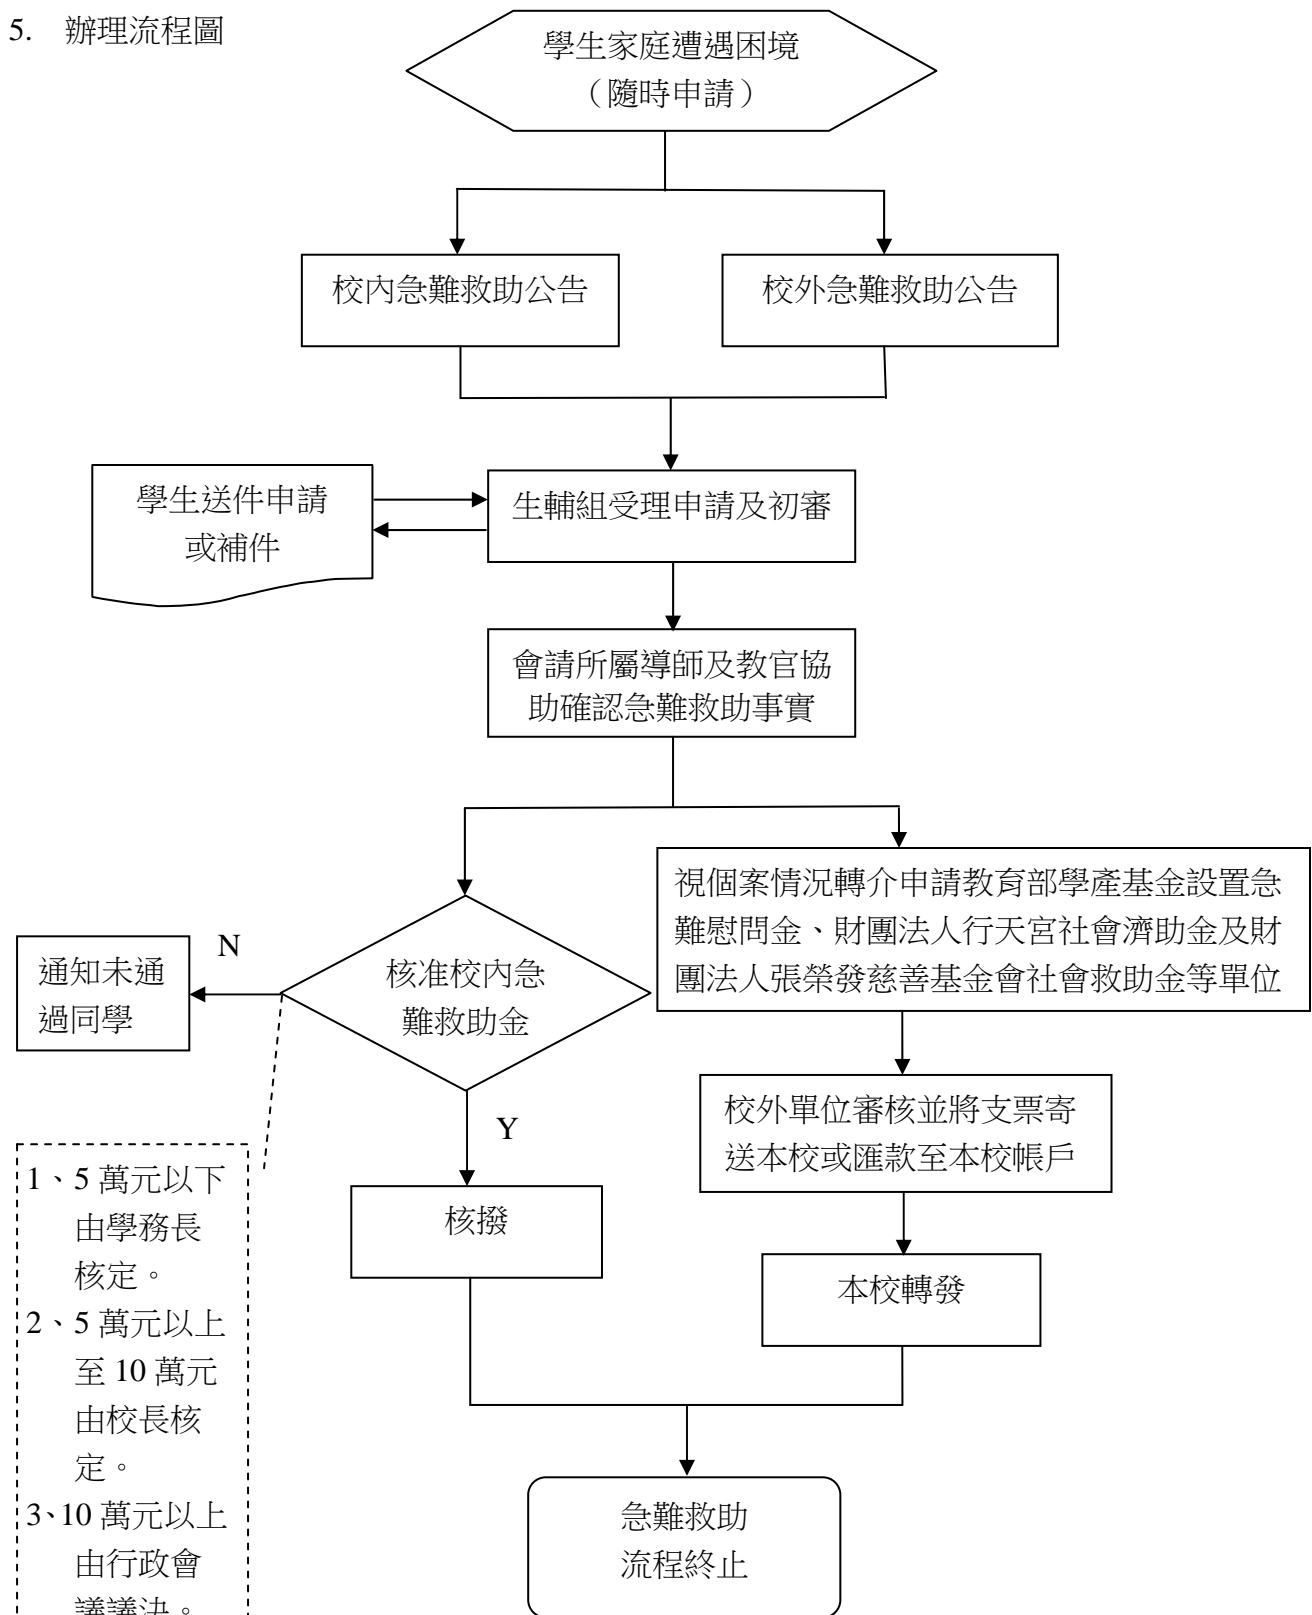 5. 辦理流程圖
學生家庭遭遇困境
（隨時申請）
校內急難救助公告
校外急難救助公告
學生送件申請
或補件
生輔組受理申請及初審
會請所屬導師及教官協
助確認急難救助事實
視個案情況轉介申請教育部學產基金設置急
難慰問金、財團法人行天宮社會濟助金及財
團法人張榮發慈善基金會社會救助金等單位
N
通知未通
過同學
核准校內急
難救助金
校外單位審核並將支票寄
送本校或匯款至本校帳戶
Y
1、5 萬元以下
由學務長
核定。
2、5 萬元以上
至 10 萬元
由校長核
定。
3、10 萬元以上
由行政會
議議決。
核撥
本校轉發
急難救助
流程終止